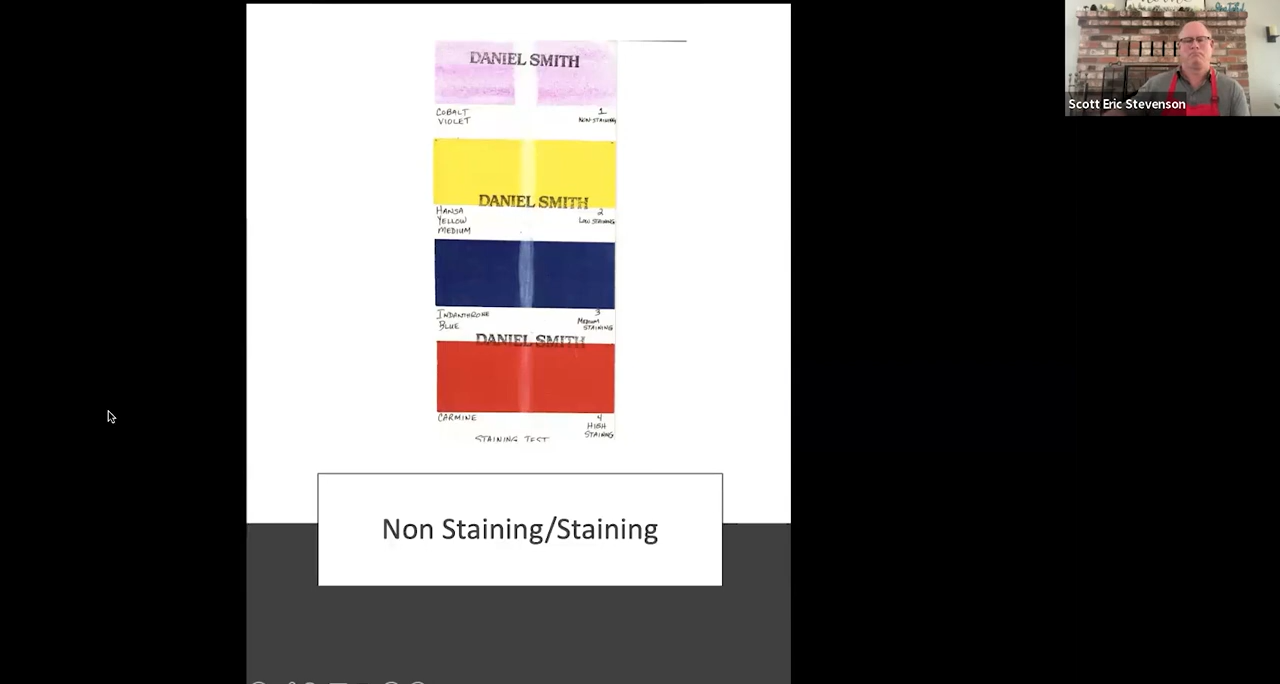 DANIEL SMITH
COBALT
VIOLET
1
NON-STAINING
DANIEL SMITH
HANSA
YELLOW
MEDIUM
2
LOW STAINING
INDANTHRONE
BLUE
3
MEDIUM
STAINING
DANIEL SMITH
CARMINE
4
HIGH
STAINING
STAINING TEST
Non Staining/Staining
Scott Eric Stevenson